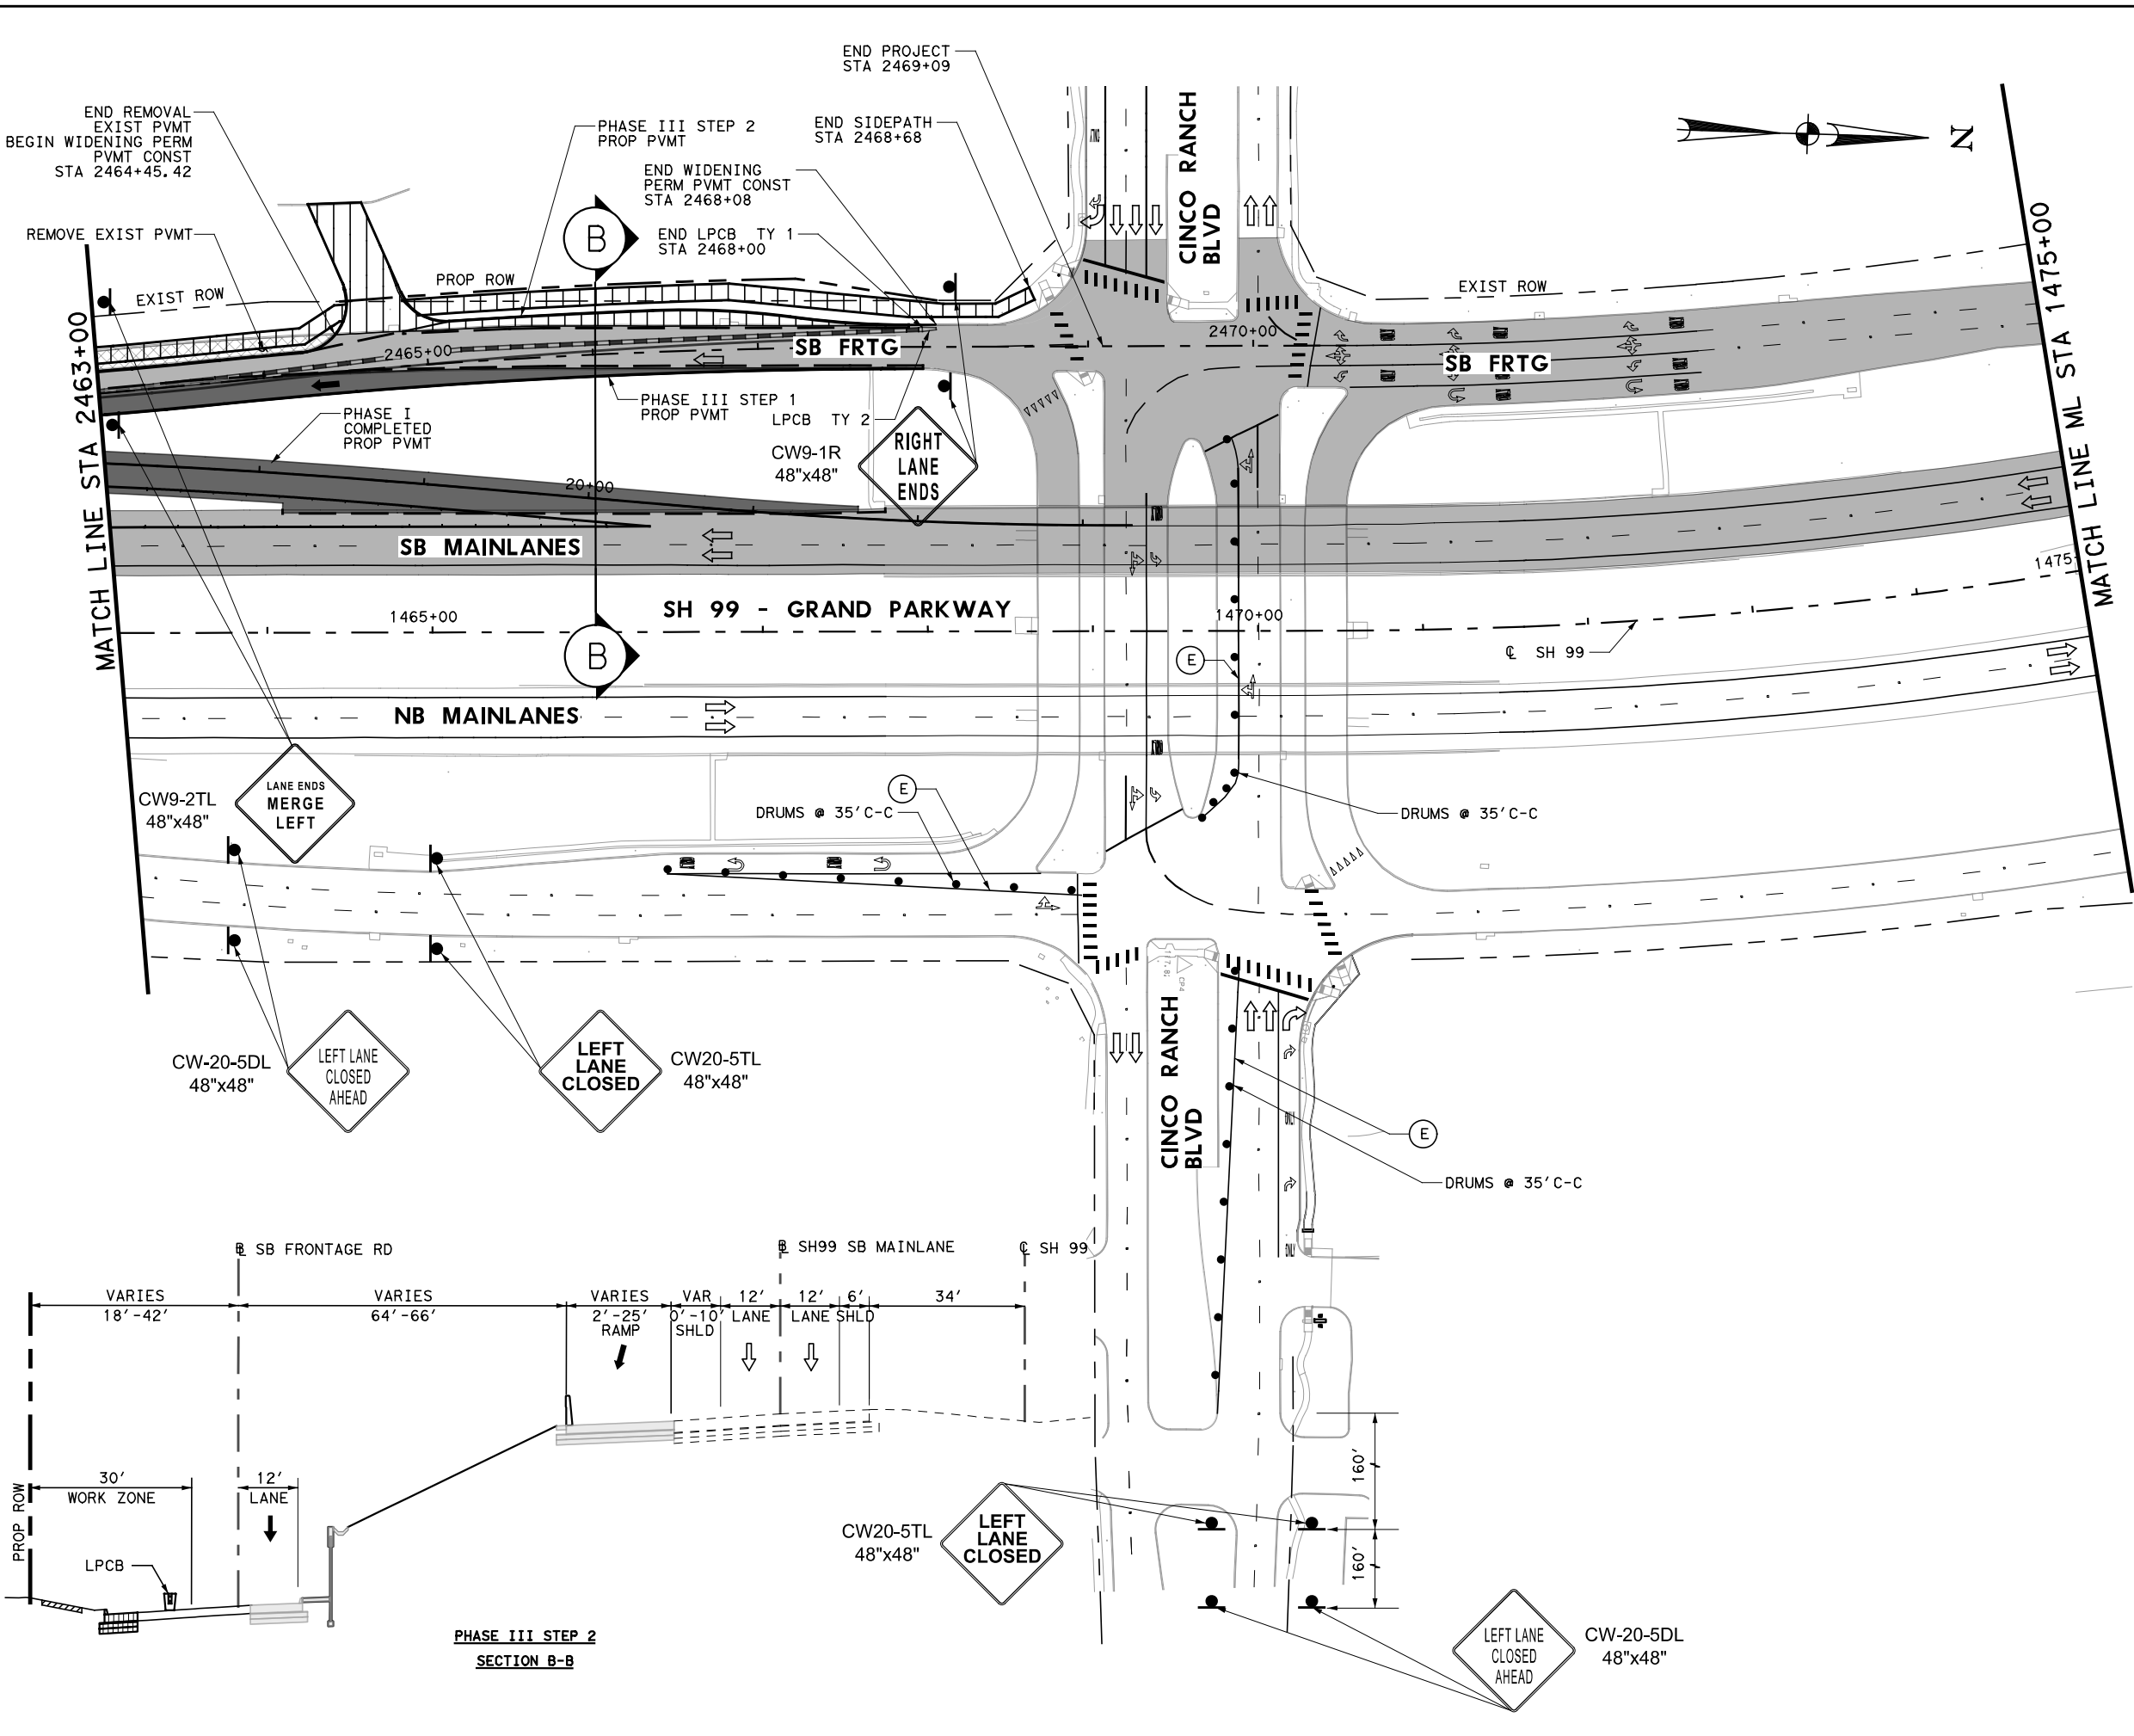 END PROJECT
STA 2469+09
END REMOVAL
EXIST PVMT
BEGIN WIDENING PERM
PVMT CONST
STA 2464+45.42
PHASE III STEP 2
PROP PVMT
END SIDEPATH
STA 2468+68
END WIDENING
PERM PVMT CONST
STA 2468+08
END LPCB TY 1
STA 2468+00
REMOVE EXIST PVMT
B
PROP ROW
EXIST ROW
EXIST ROW
CINCO RANCH
BLVD
N
MATCH LINE STA 2463+00
MATCH LINE ML STA 1475+00
2465+00
SB FRTG
2470+00
SB FRTG
PHASE I
COMPLETED
PROP PVMT
PHASE III STEP 1
PROP PVMT
LPCB TY 2
CW9-1R
48"x48"
RIGHT
LANE
ENDS
20+00
SB MAINLANES
SH 99 - GRAND PARKWAY
1465+00
1470+00
1475+
B
E
℄ SH 99
NB MAINLANES
CW9-2TL
48"x48"
LANE ENDS
MERGE
LEFT
E
DRUMS @ 35' C-C
DRUMS @ 35' C-C
CW-20-5DL
48"x48"
LEFT LANE
CLOSED
AHEAD
LEFT
LANE
CLOSED
CW20-5TL
48"x48"
CP4
CINCO RANCH
BLVD
ONLY
E
DRUMS @ 35' C-C
160'
160'
CW20-5TL
48"x48"
LEFT
LANE
CLOSED
LEFT LANE
CLOSED
AHEAD
CW-20-5DL
48"x48"
℄ SB FRONTAGE RD
℄ SH99 SB MAINLANE
℄ SH 99
VARIES
18'-42'
VARIES
64'-66'
VARIES
2'-25'
RAMP
VAR
0'-10'
SHLD
12'
LANE
12'
LANE
6'
SHLD
34'
PROP ROW
30'
WORK ZONE
12'
LANE
LPCB
PHASE III STEP 2
SECTION B-B